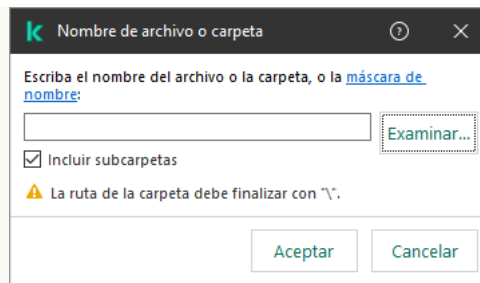 Nombre de archivo o carpeta
Escriba el nombre del archivo o la carpeta, o la máscara de
nombre:
Examinar...
Incluir subcarpetas
La ruta de la carpeta debe finalizar con "\".
Aceptar Cancelar